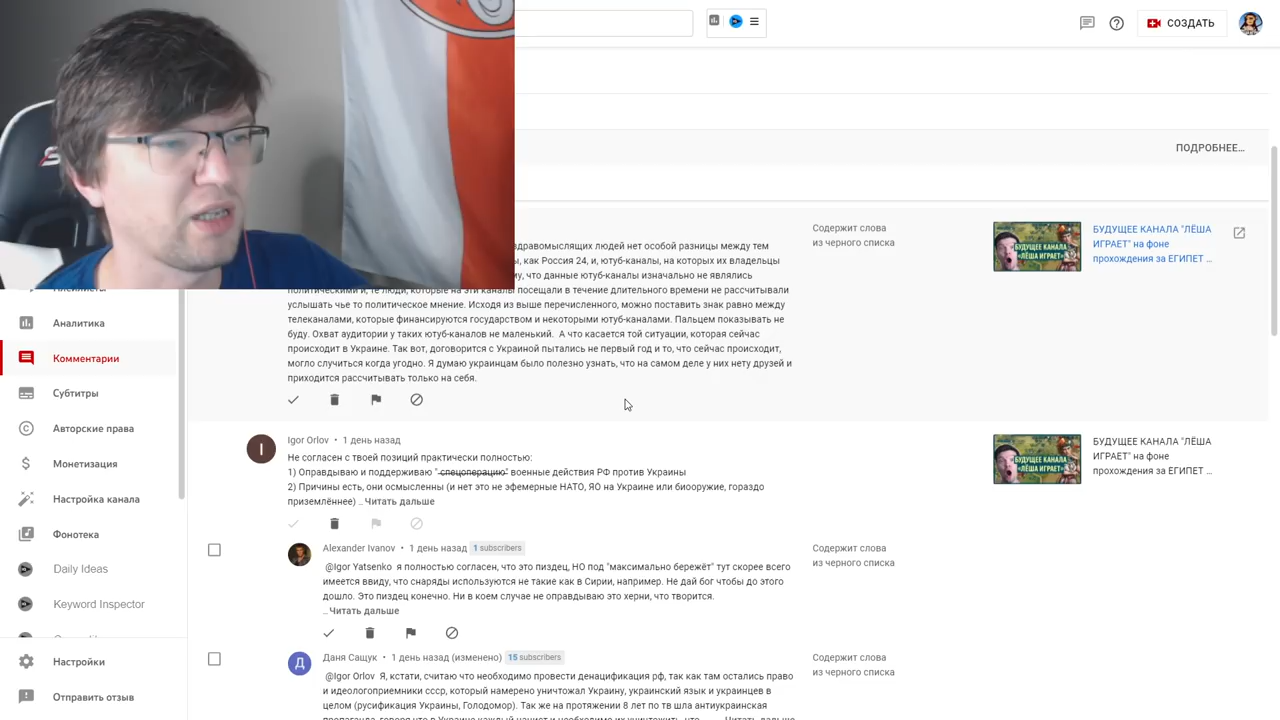 СОЗДАТЬ
ПОДРОБНЕЕ...
здравомыслящих людей нет особой разницы между тем
как Россия 24, и, ютуб-каналы, на которых их владельцы
что данные ютуб-каналы изначально не являлись
политическими и, те люди, которые на эти каналы посещали в течение длительного времени не рассчитывали
услышать чье то политическое мнение. Исходя из выше перечисленного, можно поставить знак равно между
телеканалами, которые финансируются государством и некоторыми ютуб-каналами. Пальцем показывать не
буду. Охват аудитории у таких ютуб-каналов не маленький. А что касается той ситуации, которая сейчас
происходит в Украине. Так вот, договорится с Украиной пытались не первый год и то, что сейчас происходит,
могло случиться когда угодно. Я думаю украинцам было полезно узнать, что на самом деле у них нету друзей и
приходится рассчитывать только на себя.
Содержит слова
из черного списка
БУДУЩЕЕ КАНАЛА
«ЛЁША ИГРАЕТ»
БУДУЩЕЕ КАНАЛА "ЛЁША
ИГРАЕТ" на фоне
прохождения за ЕГИПЕТ ...
Плейлисты
Аналитика
Комментарии
Субтитры
Авторские права
Монетизация
Настройка канала
Фонотека
Daily Ideas
Keyword Inspector
Настройки
Отправить отзыв
I
Igor Orlov • 1 день назад
Не согласен с твоей позиций практически полностью:
1) Оправдываю и поддерживаю "спецоперацию" военные действия РФ против Украины
2) Причины есть, они осмысленны (и нет это не эфемерные НАТО, ЯО на Украине или биооружие, гораздо
приземлённее) ... Читать дальше
БУДУЩЕЕ КАНАЛА
«ЛЁША ИГРАЕТ»
БУДУЩЕЕ КАНАЛА "ЛЁША
ИГРАЕТ" на фоне
прохождения за ЕГИПЕТ ...
Alexander Ivanov • 1 день назад 1 subscribers
@Igor Yatsenko я полностью согласен, что это пиздец, НО под "максимально бережёт" тут скорее всего
имеется ввиду, что снаряды используются не такие как в Сирии, например. Не дай бог чтобы до этого
дошло. Это пиздец конечно. Ни в коем случае не оправдываю это херни, что творится.
... Читать дальше
Содержит слова
из черного списка
Д
Даня Сащук • 1 день назад (изменено) 15 subscribers
@Igor Orlov Я, кстати, считаю что необходимо провести денацификация рф, так как там остались право
и идеологоприемники ссср, который намерено уничтожал Украину, украинский язык и украинцев в
целом (русификация Украины, Голодомор). Так же на протяжении 8 лет по тв шла антиукраинская
Читать дальше
Содержит слова
из черного списка